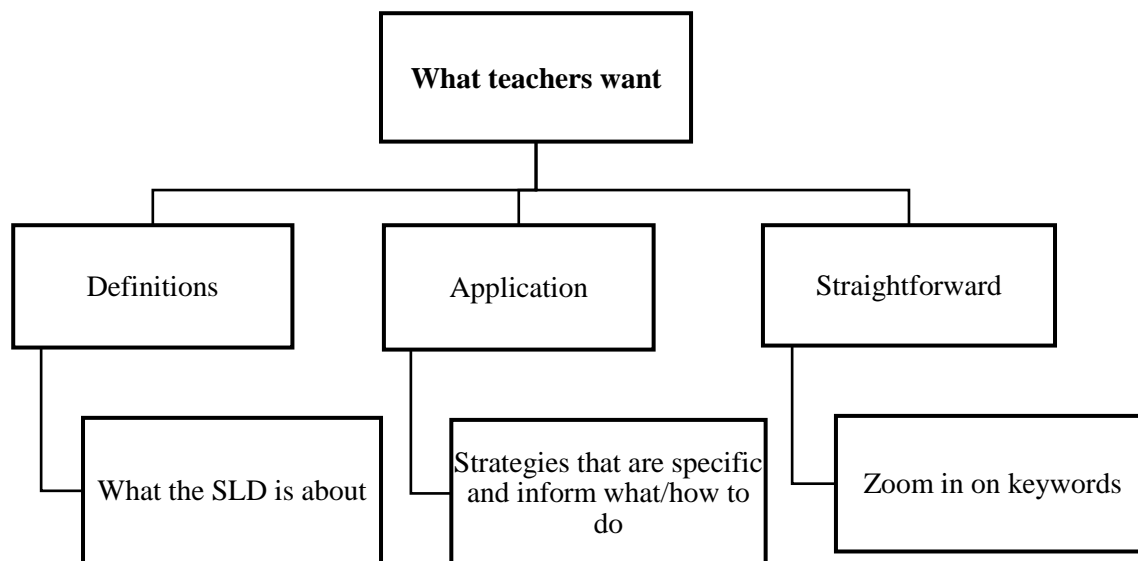 What teachers want
Definitions
Application
Straightforward
What the SLD is about
Strategies that are specific
and inform what/how to
do
Zoom in on keywords